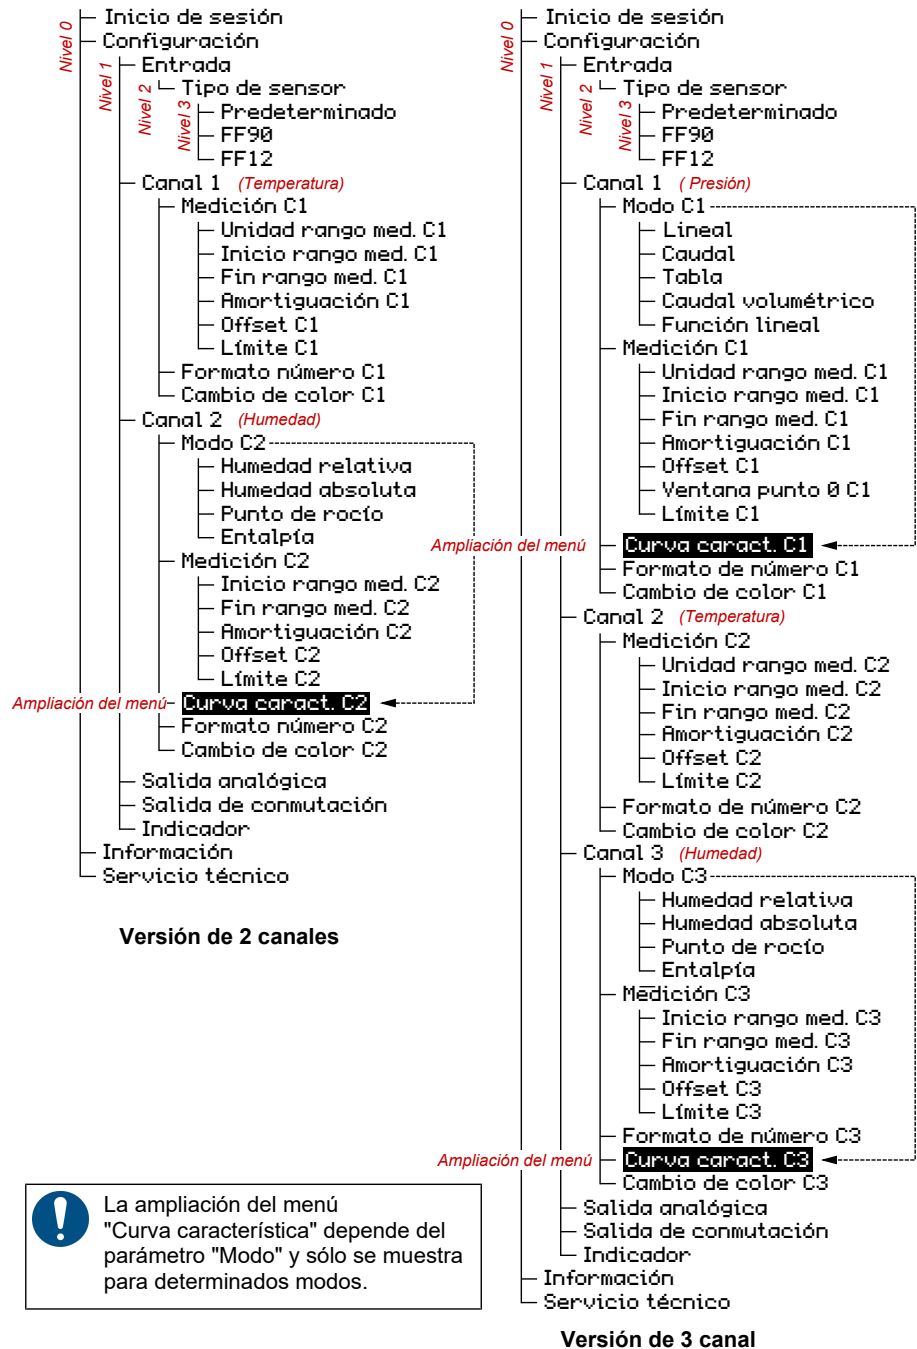 Nivel 0
Inicio de sesión
Configuración
Nivel 1
Entrada
Nivel 2
Tipo de sensor
Nivel 3
Predeterminado
FF90
FF12
Canal 1 (Temperatura)
Medición C1
Unidad rango med. C1
Inicio rango med. C1
Fin rango med. C1
Amortiguación C1
Offset C1
Límite C1
Formato número C1
Cambio de color C1
Canal 2 (Humedad)
Modo C2
Humedad relativa
Humedad absoluta
Punto de rocío
Entalpía
Medición C2
Inicio rango med. C2
Fin rango med. C2
Amortiguación C2
Offset C2
Límite C2
Ampliación del menú Curva caract. C2
Formato número C2
Cambio de color C2
Salida analógica
Salida de conmutación
Indicador
Información
Servicio técnico
Versión de 2 canales
La ampliación del menú
"Curva característica" depende del
parámetro "Modo" y sólo se muestra
para determinados modos.
Nivel 0
Inicio de sesión
Configuración
Nivel 1
Entrada
Nivel 2
Tipo de sensor
Nivel 3
Predeterminado
FF90
FF12
Canal 1 ( Presión)
Modo C1
Lineal
Caudal
Tabla
Caudal volumétrico
Función lineal
Medición C1
Unidad rango med. C1
Inicio rango med. C1
Fin rango med. C1
Amortiguación C1
Offset C1
Ventana punto 0 C1
Límite C1
Ampliación del menú Curva caract. C1
Formato de número C1
Cambio de color C1
Canal 2 (Temperatura)
Medición C2
Unidad rango med. C2
Inicio rango med. C2
Fin rango med. C2
Amortiguación C2
Offset C2
Límite C2
Formato de número C2
Cambio de color C2
Canal 3 (Humedad)
Modo C3
Humedad relativa
Humedad absoluta
Punto de rocío
Entalpía
Medición C3
Inicio rango med. C3
Fin rango med. C3
Amortiguación C3
Offset C3
Límite C3
Formato de número C3
Ampliación del menú Curva caract. C3
Cambio de color C3
Salida analógica
Salida de conmutación
Indicador
Información
Servicio técnico
Versión de 3 canal